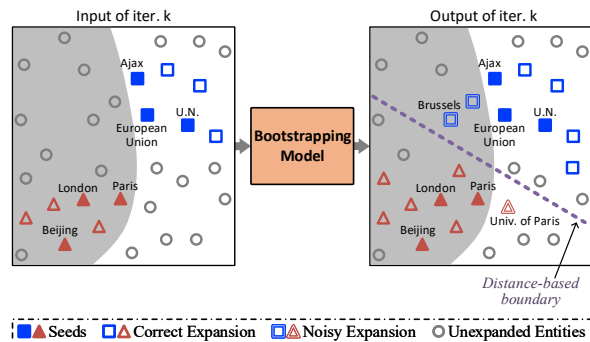 Input of iter. k
Output of iter. k
Ajax
U.N.
European
Union
London
Paris
Beijing
Bootstrapping
Model
Ajax
Brussels
U.N.
European
Union
London
Paris
Univ. of Paris
Beijing
Distance-based
boundary
Seeds
Correct Expansion
Noisy Expansion
Unexpanded Entities